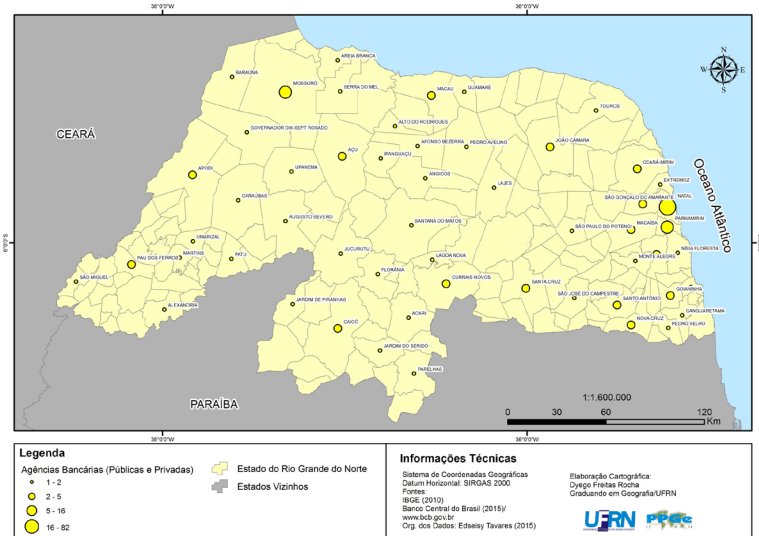 38°0'0"W
36°0'0"W
AREIA BRANCA
BARAÚNA
MOSSORÓ
SERRA DO MEL
MACAU
GUAMARÉ
N
W
E
S
TOUROS
CEARÁ
GOVERNADOR DIX-SEPT ROSADO
ALTO DO RODRIGUES
AFONSO BEZERRA
PEDRO AVELINO
JOÃO CÂMARA
AÇU
IPANGUAÇU
CEARÁ-MIRIM
APODI
UPANEMA
ANGICOS
EXTREMOZ
LAJES
CARAÚBAS
SÃO GONÇALO DO AMARANTE
NATAL
Oceano Atlântico
AUGUSTO SEVERO
SANTANA DO MATOS
SÃO PAULO DO POTENGI
MACAÍBA
PARNAMIRIM
6°0'0"S
UMARIZAL
JUCURUTU
LAGOA NOVA
NÍSIA FLORESTA
MONTE ALEGRE
MARTINS
PATU
PAU DOS FERROS
SÃO MIGUEL
FLORÂNIA
CURRAIS NOVOS
SANTA CRUZ
SÃO JOSÉ DO CAMPESTRE
GOIANINHA
ALEXANDRIA
JARDIM DE PIRANHAS
SANTO ANTÔNIO
ACARI
CANGUARETAMA
CAICÓ
NOVA CRUZ
PEDRO VELHO
JARDIM DO SERIDÓ
PARELHAS
PARAÍBA
1:1.600.000
0 30 60 120
Km
38°0'0"W
36°0'0"W
Legenda
Agências Bancárias (Públicas e Privadas)
1 - 2
2 - 5
5 - 16
16 - 82
Estado do Rio Grande do Norte
Estados Vizinhos
Informações Técnicas
Sistema de Coordenadas Geográficas
Datum Horizontal: SIRGAS 2000
Fontes:
IBGE (2010)
Banco Central do Brasil (2015)/
www.bcb.gov.br
Org. dos Dados: Edseisy Tavares (2015)
Elaboração Cartográfica:
Dyego Freitas Rocha
Graduando em Geografia/UFRN
UFRN
PPGe